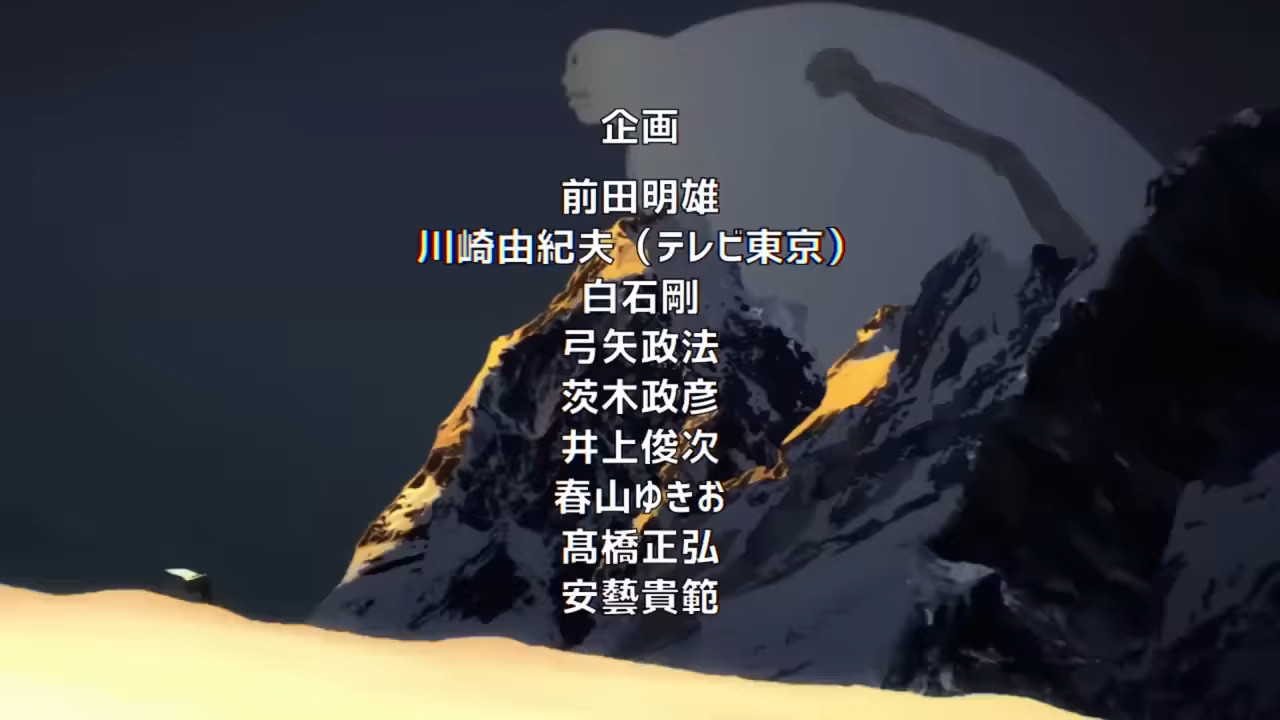 企画
前田明雄
川崎由紀夫（テレビ東京）
白石剛
弓矢政法
茨木政彦
井上俊次
春山ゆきお
髙橋正弘
安藝貴範